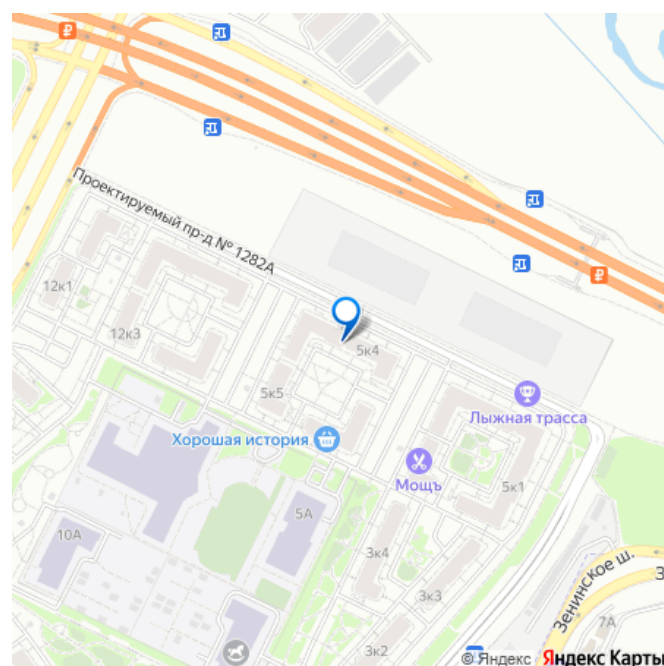 ₽
Проектируемый пр-д № 1282А
12к1
12к3
₽
5к4
5к5
Лыжная трасса
Хорошая история
Мощъ
5к1
5А
10А
3к4
3к3
3к2
Зенинское ш.
З
7А
© Яндекс Яндекс Карты